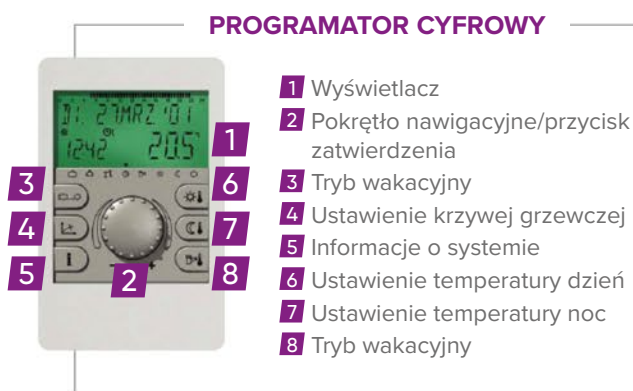 PROGRAMATOR CYFROWY
DI. 27MRZ '01
1242 20.5°
1
3
6
4
7
5
8
2
1 Wyświetlacz
2 Pokrętło nawigacyjne/przycisk
zatwierdzenia
3 Tryb wakacyjny
4 Ustawienie krzywej grzewczej
5 Informacje o systemie
6 Ustawienie temperatury dzień
7 Ustawienie temperatury noc
8 Tryb wakacyjny